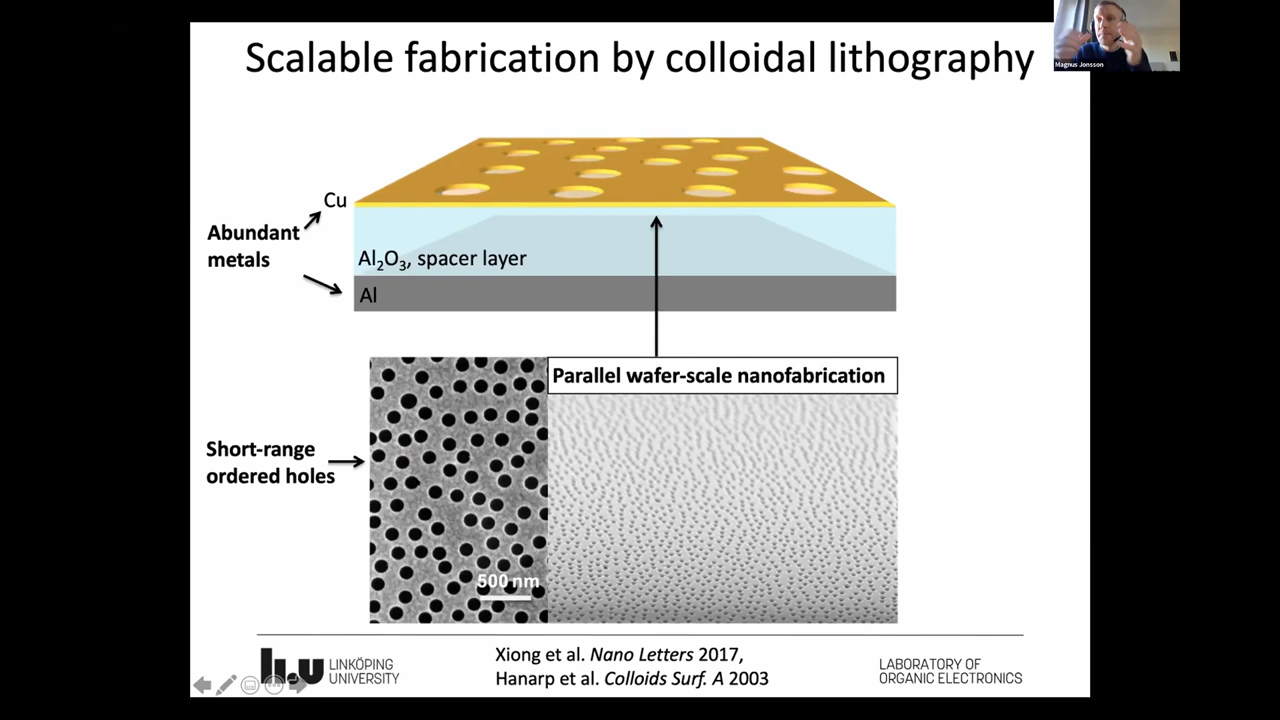 Scalable fabrication by colloidal lithography
Magnus Jonsson
Cu
Abundant
metals
Al₂O₃, spacer layer
Al
Parallel wafer-scale nanofabrication
Short-range
ordered holes
500 nm
liu LINKÖPING
UNIVERSITY
Xiong et al. Nano Letters 2017,
Hanarp et al. Colloids Surf. A 2003
LABORATORY OF
ORGANIC ELECTRONICS